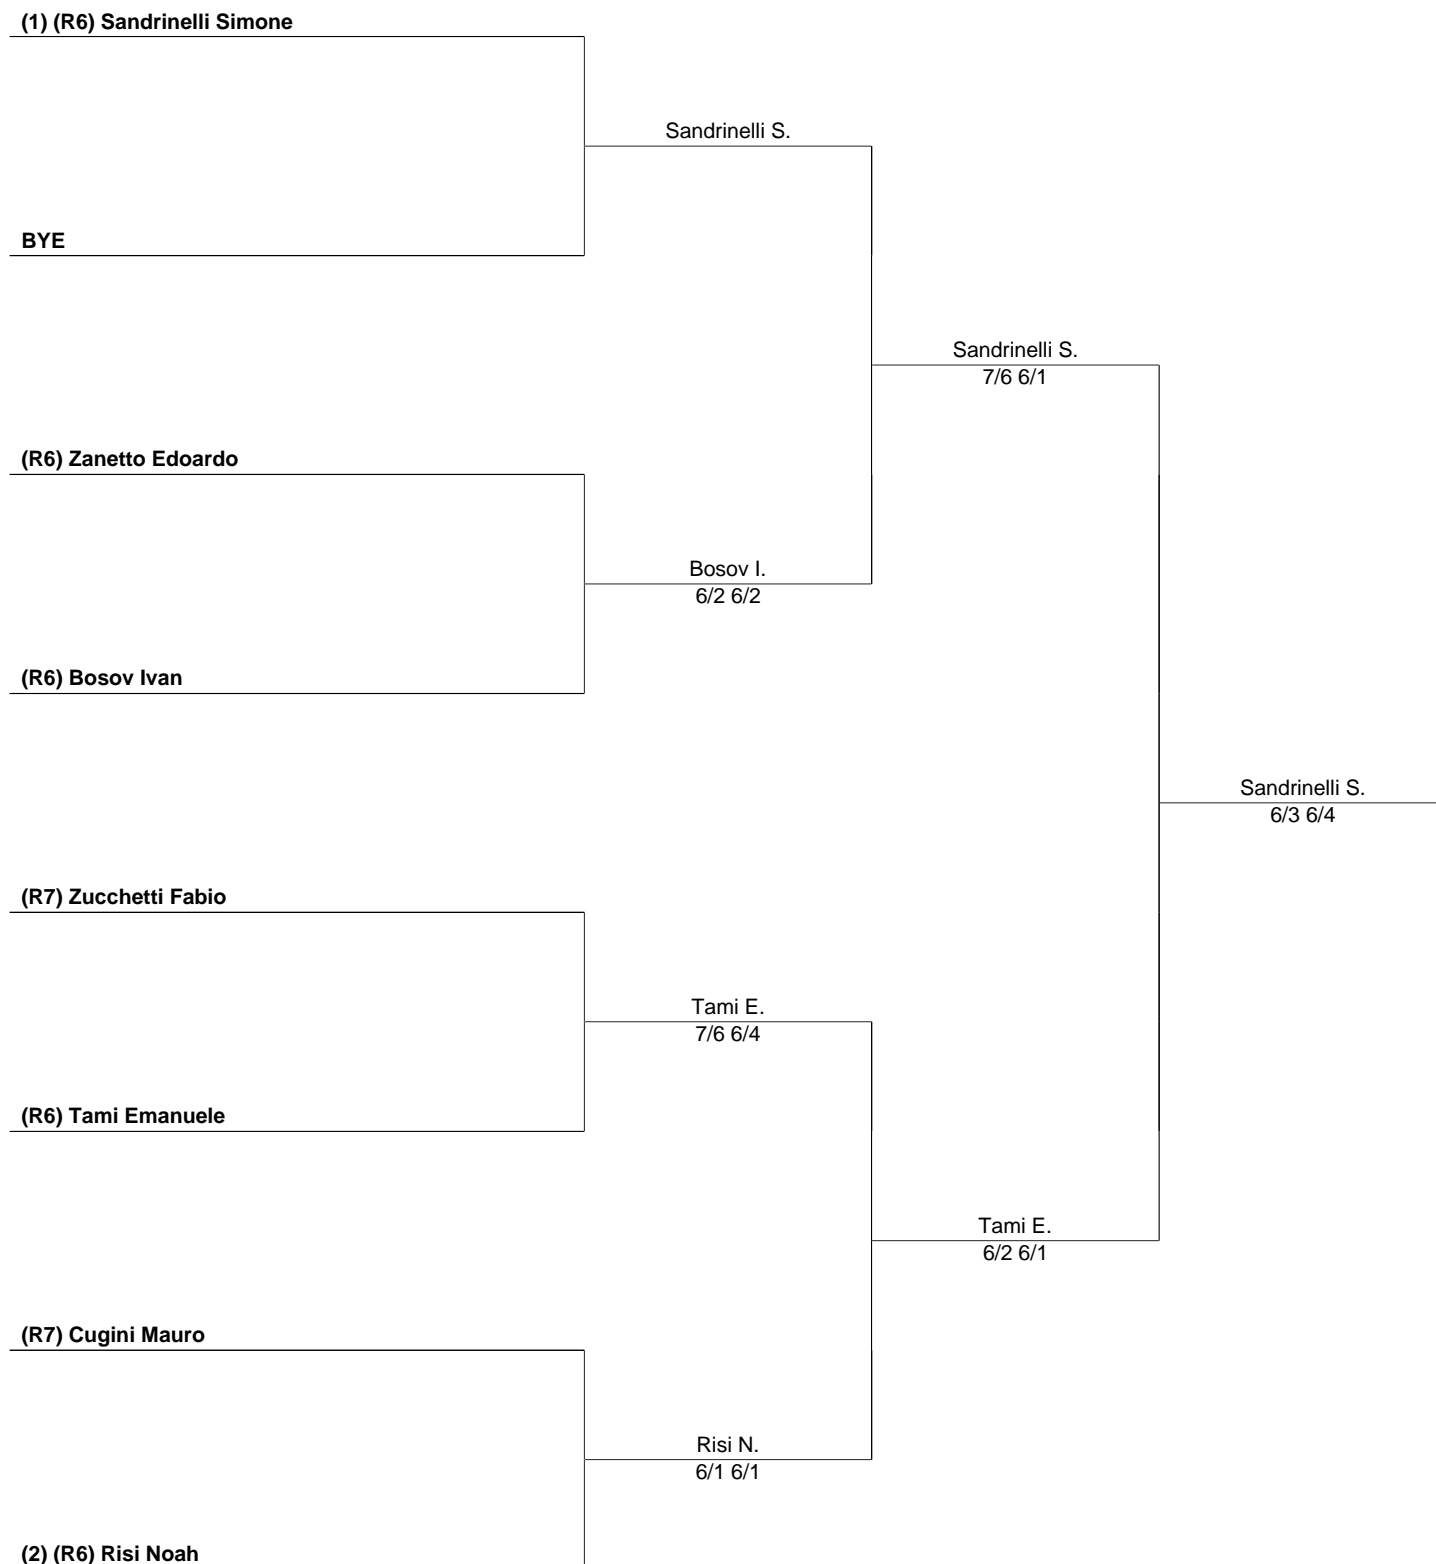 (1) (R6) Sandrinelli Simone
Sandrinelli S.
BYE
Sandrinelli S.
7/6 6/1
(R6) Zanetto Edoardo
Bosov I.
6/2 6/2
(R6) Bosov Ivan
Sandrinelli S.
6/3 6/4
(R7) Zucchetti Fabio
Tami E.
7/6 6/4
(R6) Tami Emanuele
Tami E.
6/2 6/1
(R7) Cugini Mauro
Risi N.
6/1 6/1
(2) (R6) Risi Noah